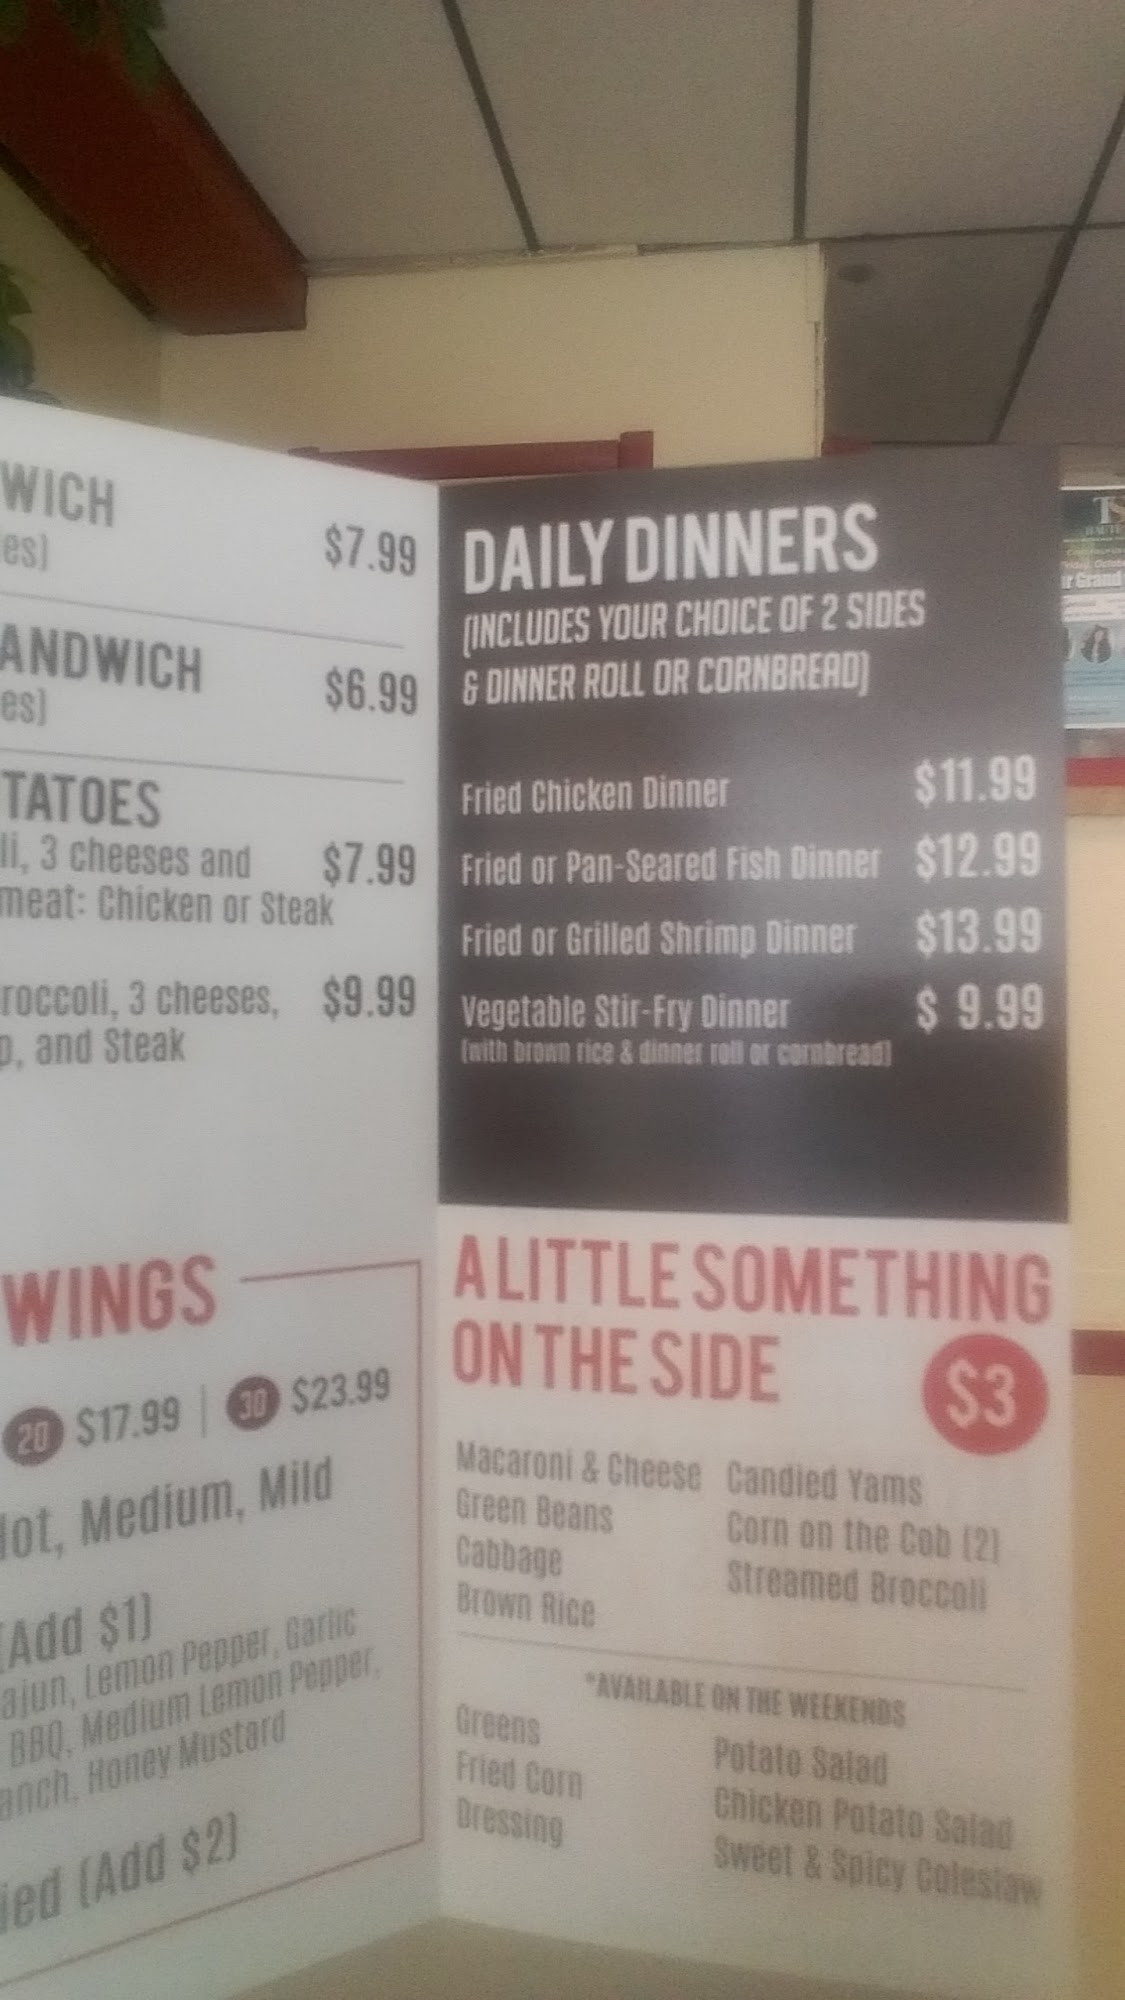 WICH
es)
$7.99
ANDWICH
es)
$6.99
TATOES
li, 3 cheeses and
$7.99
meat: Chicken or Steak
roccoli, 3 cheeses,
$9.99
p, and Steak
WINGS
20 $17.99 | 30 $23.99
Hot, Medium, Mild
(Add $1)
ajun, Lemon Pepper, Garlic
BBQ, Medium Lemon Pepper,
anch, Honey Mustard
ied (Add $2)
DAILY DINNERS
(INCLUDES YOUR CHOICE OF 2 SIDES
& DINNER ROLL OR CORNBREAD)
Fried Chicken Dinner $11.99
Fried or Pan-Seared Fish Dinner $12.99
Fried or Grilled Shrimp Dinner $13.99
Vegetable Stir-Fry Dinner $ 9.99
(with brown rice & dinner roll or cornbread)
A LITTLE SOMETHING
ON THE SIDE
$3
Macaroni & Cheese
Green Beans
Cabbage
Brown Rice
Candied Yams
Corn on the Cob (2)
Streamed Broccoli
*AVAILABLE ON THE WEEKENDS
Greens
Fried Corn
Dressing
Potato Salad
Chicken Potato Salad
Sweet & Spicy Coleslaw
r Grand